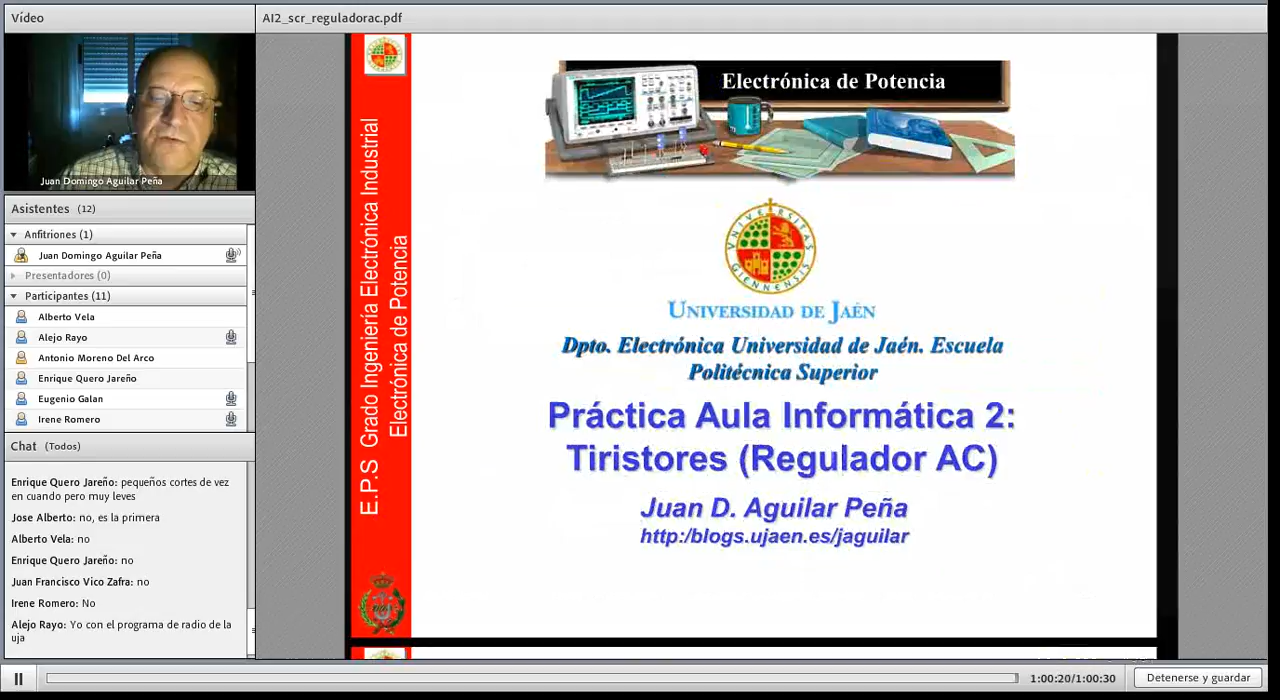 Vídeo
Juan Domingo Aguilar Peña
Asistentes (12)
Anfitriones (1)
Juan Domingo Aguilar Peña
Presentadores (0)
Participantes (11)
Alberto Vela
Alejo Rayo
Antonio Moreno Del Arco
Enrique Quero Jareño
Eugenio Galan
Irene Romero
Chat (Todos)
Enrique Quero Jareño: pequeños cortes de vez
en cuando pero muy leves
Jose Alberto: no, es la primera
Alberto Vela: no
Enrique Quero Jareño: no
Juan Francisco Vico Zafra: no
Irene Romero: No
Alejo Rayo: Yo con el programa de radio de la
uja
AI2_scr_reguladorac.pdf
E.P.S Grado Ingeniería Electrónica Industrial
Electrónica de Potencia
Electrónica de Potencia
UNIVERSITAS
GIENNENSIS
UNIVERSIDAD DE JAÉN
Dpto. Electrónica Universidad de Jaén. Escuela
Politécnica Superior
Práctica Aula Informática 2:
Tiristores (Regulador AC)
Juan D. Aguilar Peña
http:/blogs.ujaen.es/jaguilar
1:00:20/1:00:30
Detenerse y guardar